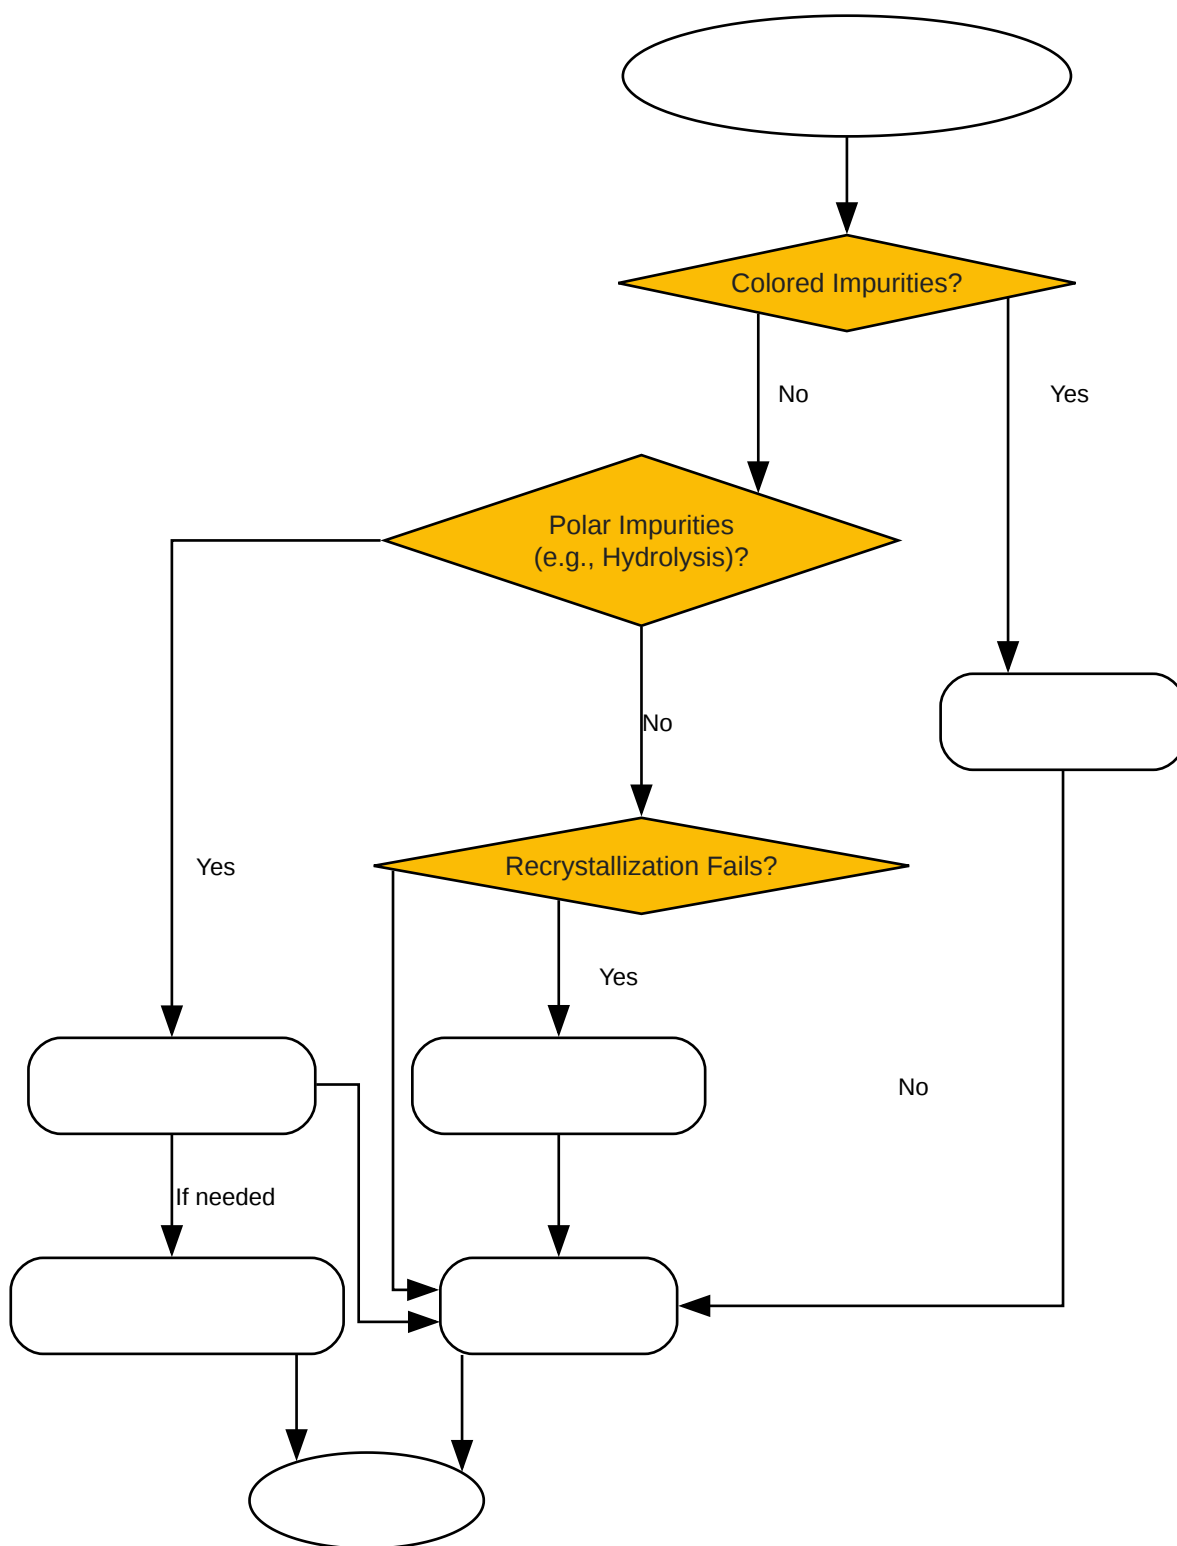 Colored Impurities?
No
Yes
Polar Impurities
(e.g., Hydrolysis)?
No
Recrystallization Fails?
Yes
Yes
No
If needed